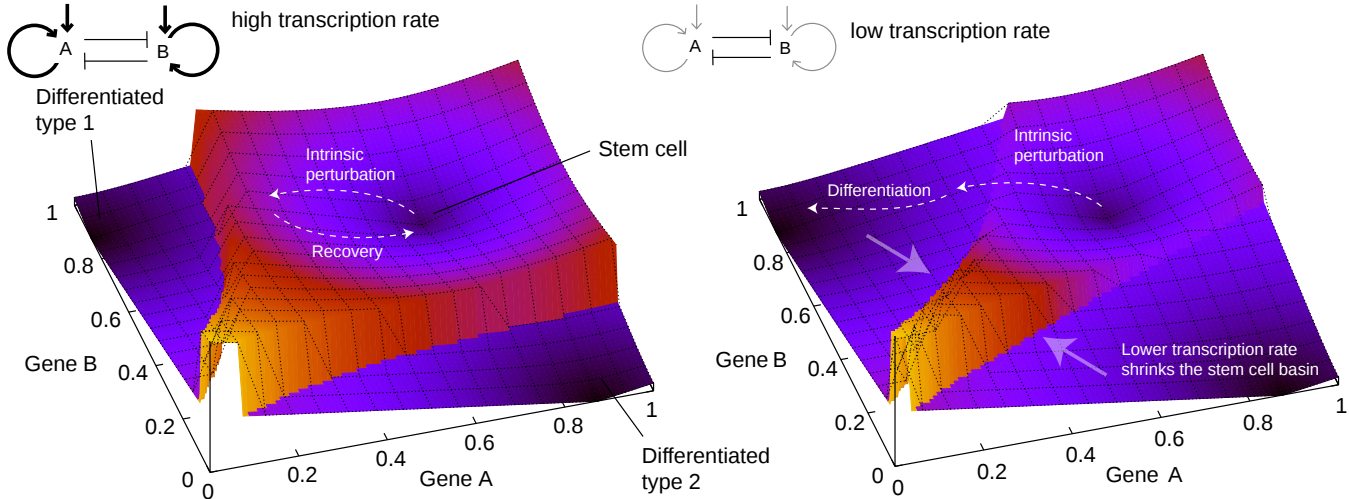 high transcription rate
A
B
Differentiated
type 1
Stem cell
Intrinsic
perturbation
Recovery
1
0.8
0.6
0.4
0.2
0
Gene B
0
0.2
0.4
0.6
0.8
1
Gene A
Differentiated
type 2
low transcription rate
A
B
Intrinsic
perturbation
Differentiation
Lower transcription rate
shrinks the stem cell basin
1
0.8
0.6
0.4
0.2
0
Gene B
0
0.2
0.4
0.6
0.8
1
Gene A